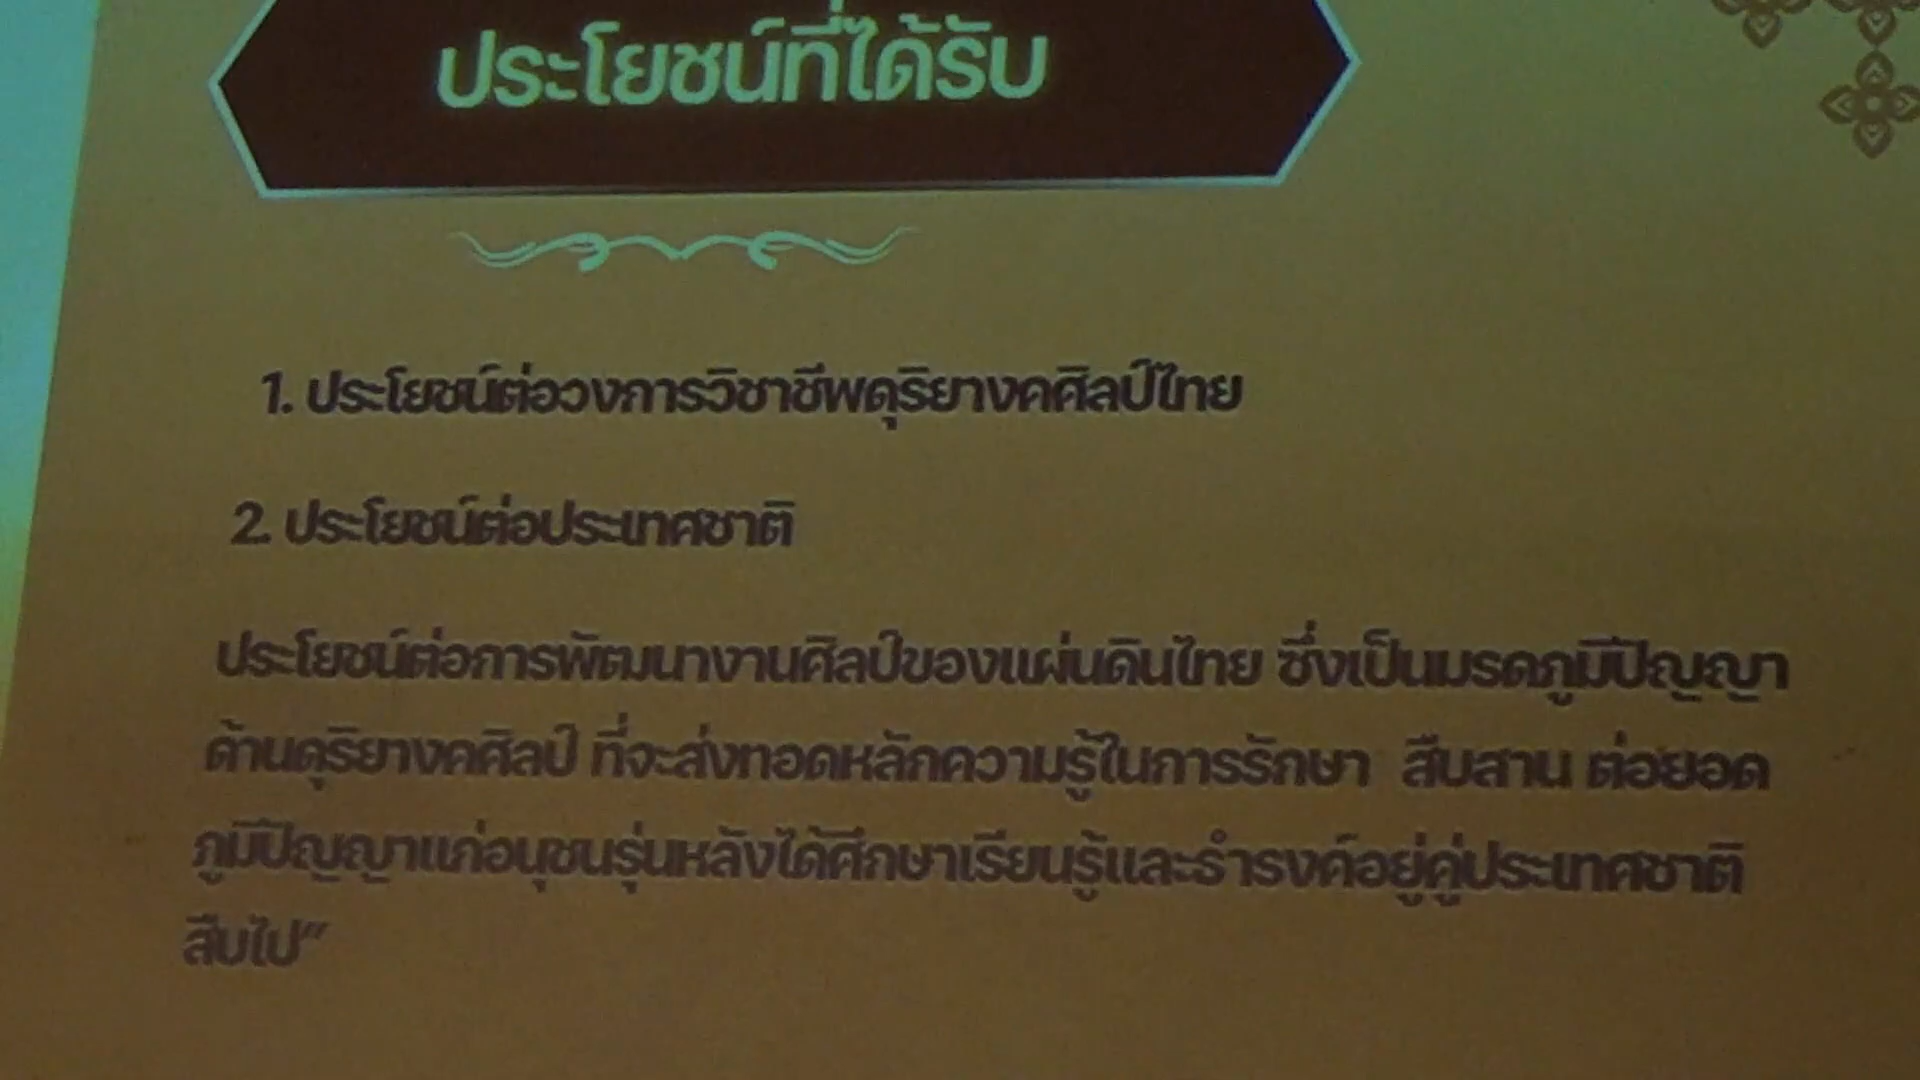 ประโยชน์ที่ได้รับ
1. ประโยชน์ต่อวงการวิชาชีพดุริยางคศิลป์ไทย
2. ประโยชน์ต่อประเทศชาติ
ประโยชน์ต่อการพัฒนางานศิลป์ของแผ่นดินไทย ซึ่งเป็นมรดกภูมิปัญญา
ด้านดุริยางคศิลป์ ที่จะส่งทอดหลักความรู้ในการรักษา สืบสาน ต่อยอด
ภูมิปัญญาแก่อนุชนรุ่นหลังได้ศึกษาเรียนรู้และธำรงค์อยู่คู่ประเทศชาติ
สืบไป”